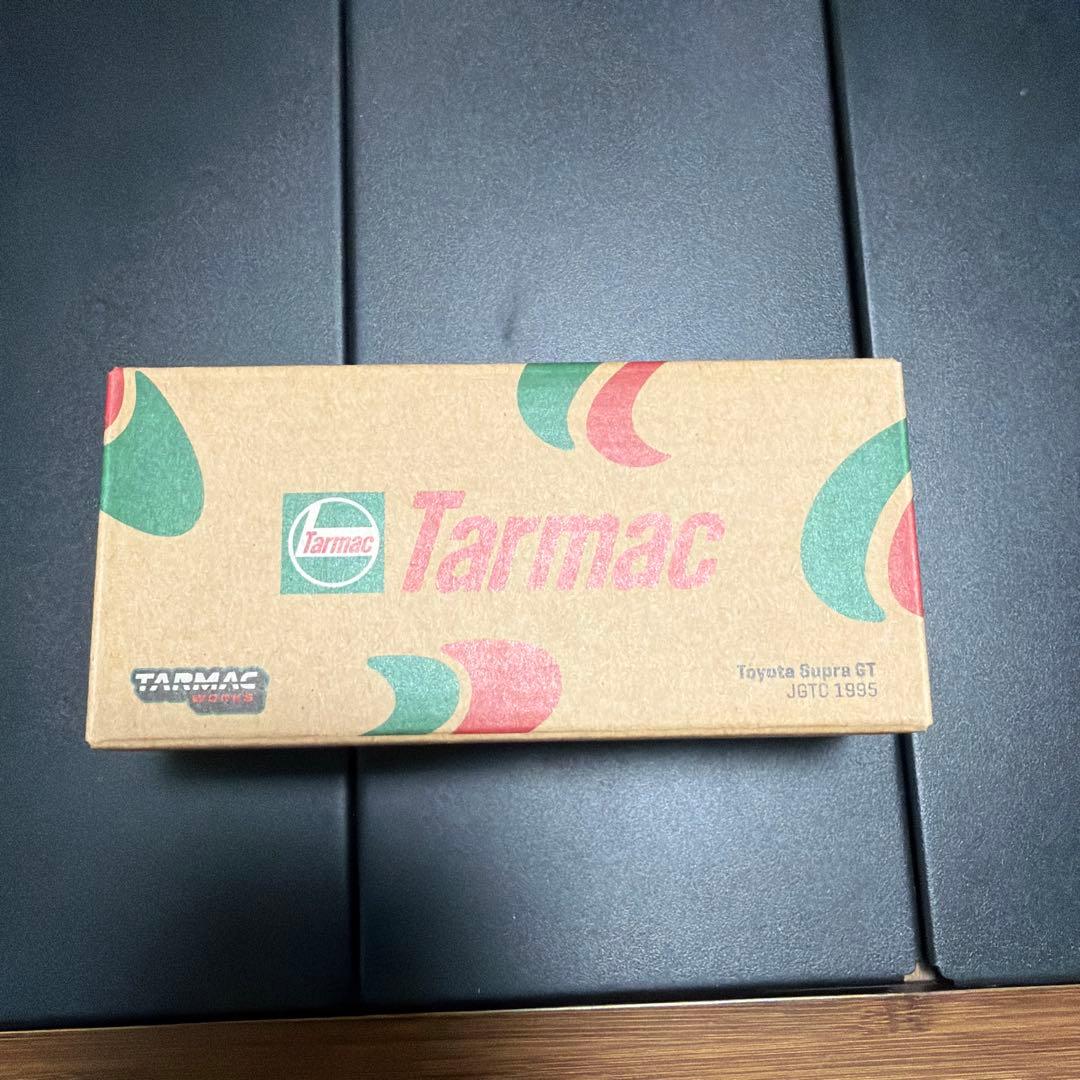 Tarmac
Tarmac
TARMAC
WORKS
Toyota Supra GT
JGTC 1995